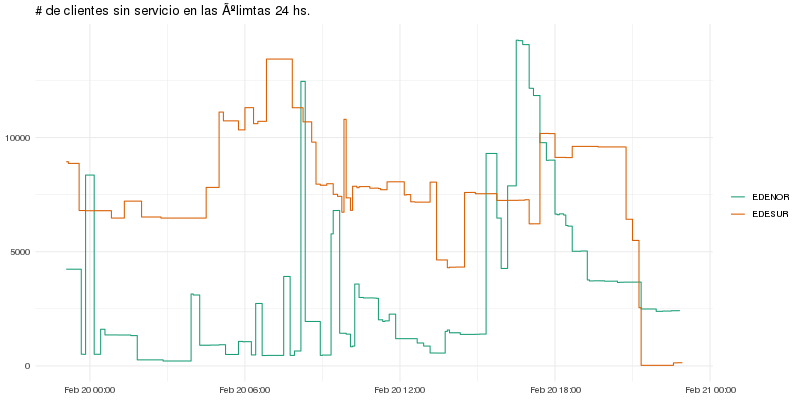 # de clientes sin servicio en las Ãºlimtas 24 hs.
10000
5000
0
Feb 20 00:00
Feb 20 06:00
Feb 20 12:00
Feb 20 18:00
Feb 21 00:00
EDENOR
EDESUR